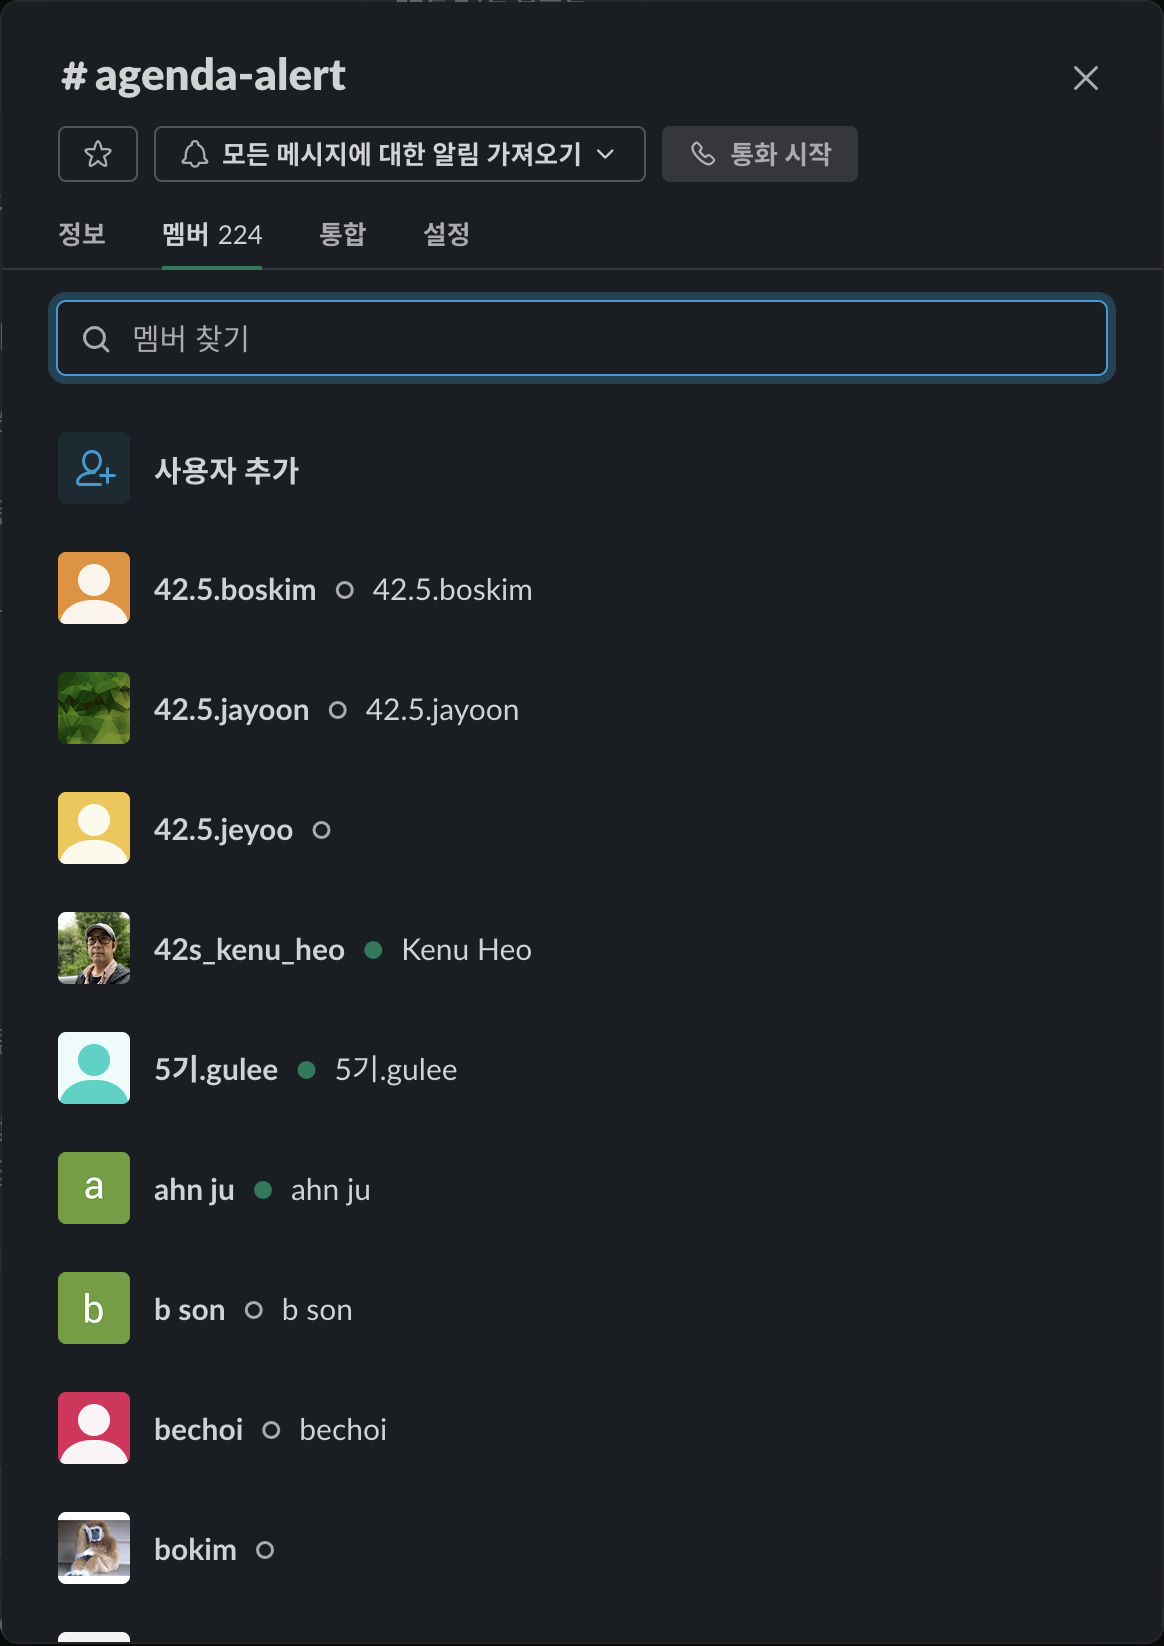 # agenda-alert
모든 메시지에 대한 알림 가져오기 통화 시작
정보 멤버 224 통합 설정
멤버 찾기
사용자 추가
42.5.boskim 42.5.boskim
42.5.jayoon 42.5.jayoon
42.5.jeyoo
42s_kenu_heo Kenu Heo
5기.gulee 5기.gulee
a ahn ju ahn ju
b b son b son
bechoi bechoi
bokim